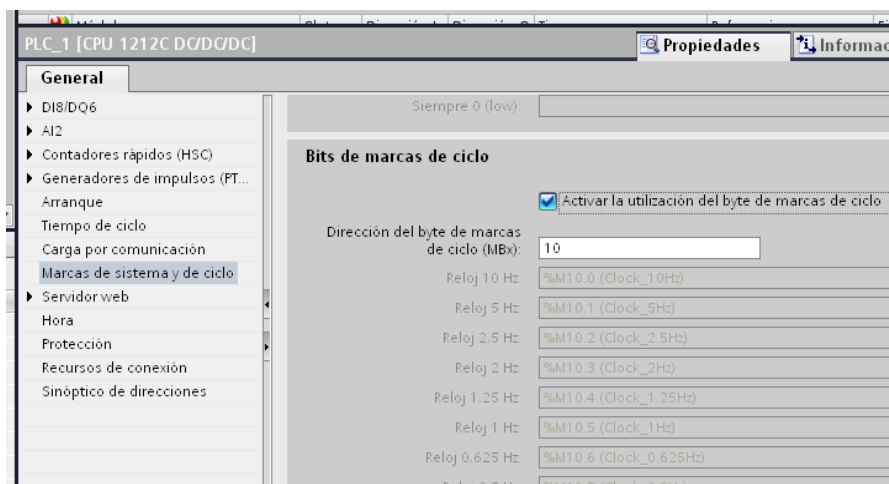 PLC_1 [CPU 1212C DC/DC/DC]
Propiedades
General
DI8/DQ6
AI2
Contadores rápidos (HSC)
Generadores de impulsos (PT...
Arranque
Tiempo de ciclo
Carga por comunicación
Marcas de sistema y de ciclo
Servidor web
Hora
Protección
Recursos de conexión
Sinóptico de direcciones
Siempre 0 (low):
Bits de marcas de ciclo
Activar la utilización del byte de marcas de ciclo
Dirección del byte de marcas
de ciclo (MBx): 10
Reloj 10 Hz: %M10.0 (Clock_10Hz)
Reloj 5 Hz: %M10.1 (Clock_5Hz)
Reloj 2,5 Hz: %M10.2 (Clock_2.5Hz)
Reloj 2 Hz: %M10.3 (Clock_2Hz)
Reloj 1,25 Hz: %M10.4 (Clock_1.25Hz)
Reloj 1 Hz: %M10.5 (Clock_1Hz)
Reloj 0,625 Hz: %M10.6 (Clock_0.625Hz)